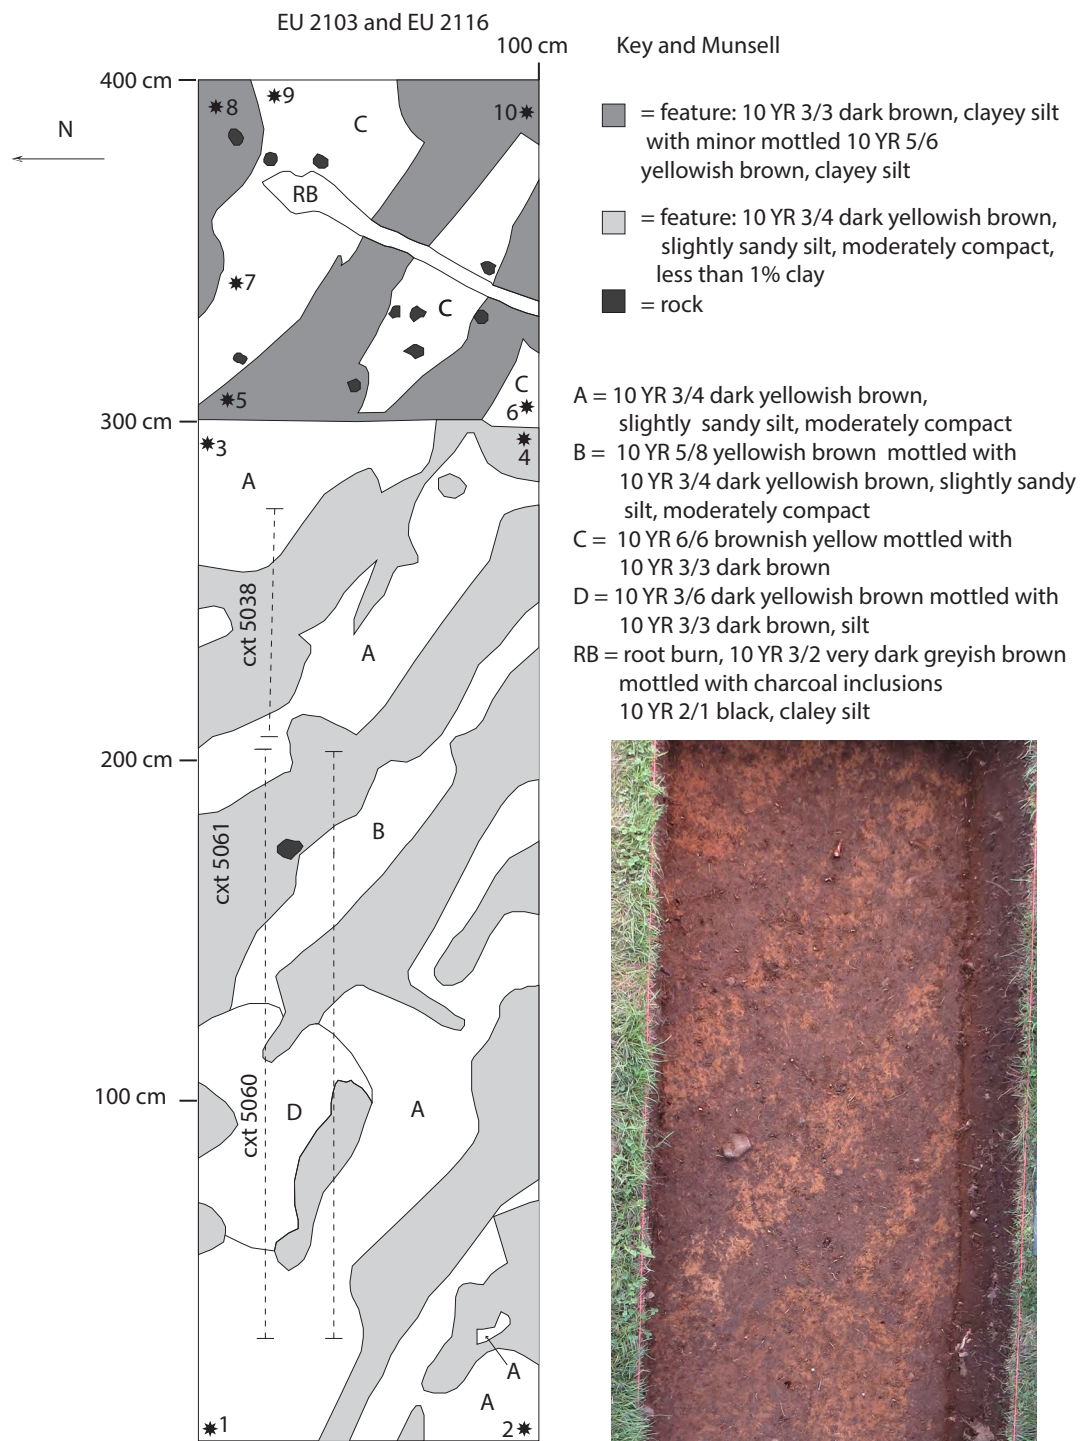 EU 2103 and EU 2116
100 cm
Key and Munsell
400 cm
N
8
9
10
C
RB
7
C
5
C
6
= feature: 10 YR 3/3 dark brown, clayey silt
with minor mottled 10 YR 5/6
yellowish brown, clayey silt
= feature: 10 YR 3/4 dark yellowish brown,
slightly sandy silt, moderately compact,
less than 1% clay
= rock
300 cm
3
4
A
cxt 5038
A
200 cm
B
cxt 5061
100 cm
D
A
cxt 5060
A
A
1
2
A = 10 YR 3/4 dark yellowish brown,
slightly sandy silt, moderately compact
B = 10 YR 5/8 yellowish brown mottled with
10 YR 3/4 dark yellowish brown, slightly sandy
silt, moderately compact
C = 10 YR 6/6 brownish yellow mottled with
10 YR 3/3 dark brown
D = 10 YR 3/6 dark yellowish brown mottled with
10 YR 3/3 dark brown, silt
RB = root burn, 10 YR 3/2 very dark greyish brown
mottled with charcoal inclusions
10 YR 2/1 black, claley silt